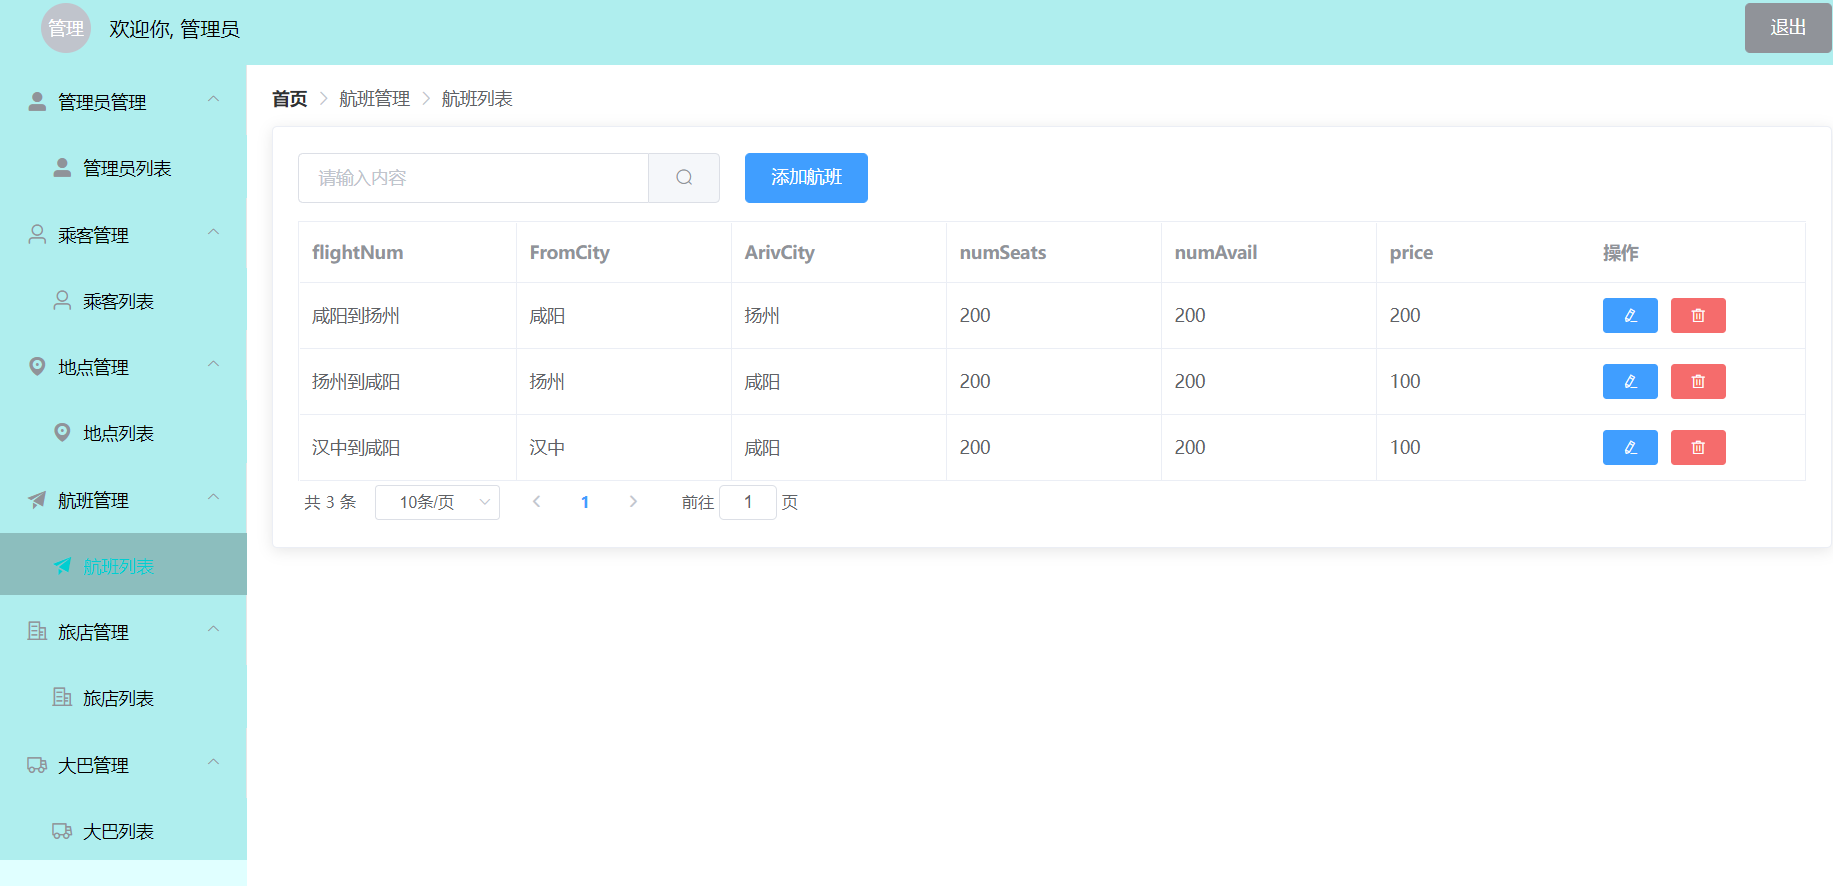 管理 欢迎你, 管理员 退出
管理员管理
管理员列表
乘客管理
乘客列表
地点管理
地点列表
航班管理
航班列表
旅店管理
旅店列表
大巴管理
大巴列表
首页 航班管理 航班列表
请输入内容 添加航班
flightNum FromCity ArivCity numSeats numAvail price 操作
咸阳到扬州 咸阳 扬州 200 200 200
扬州到咸阳 扬州 咸阳 200 200 100
汉中到咸阳 汉中 咸阳 200 200 100
共 3 条 10条/页 1 前往 1 页